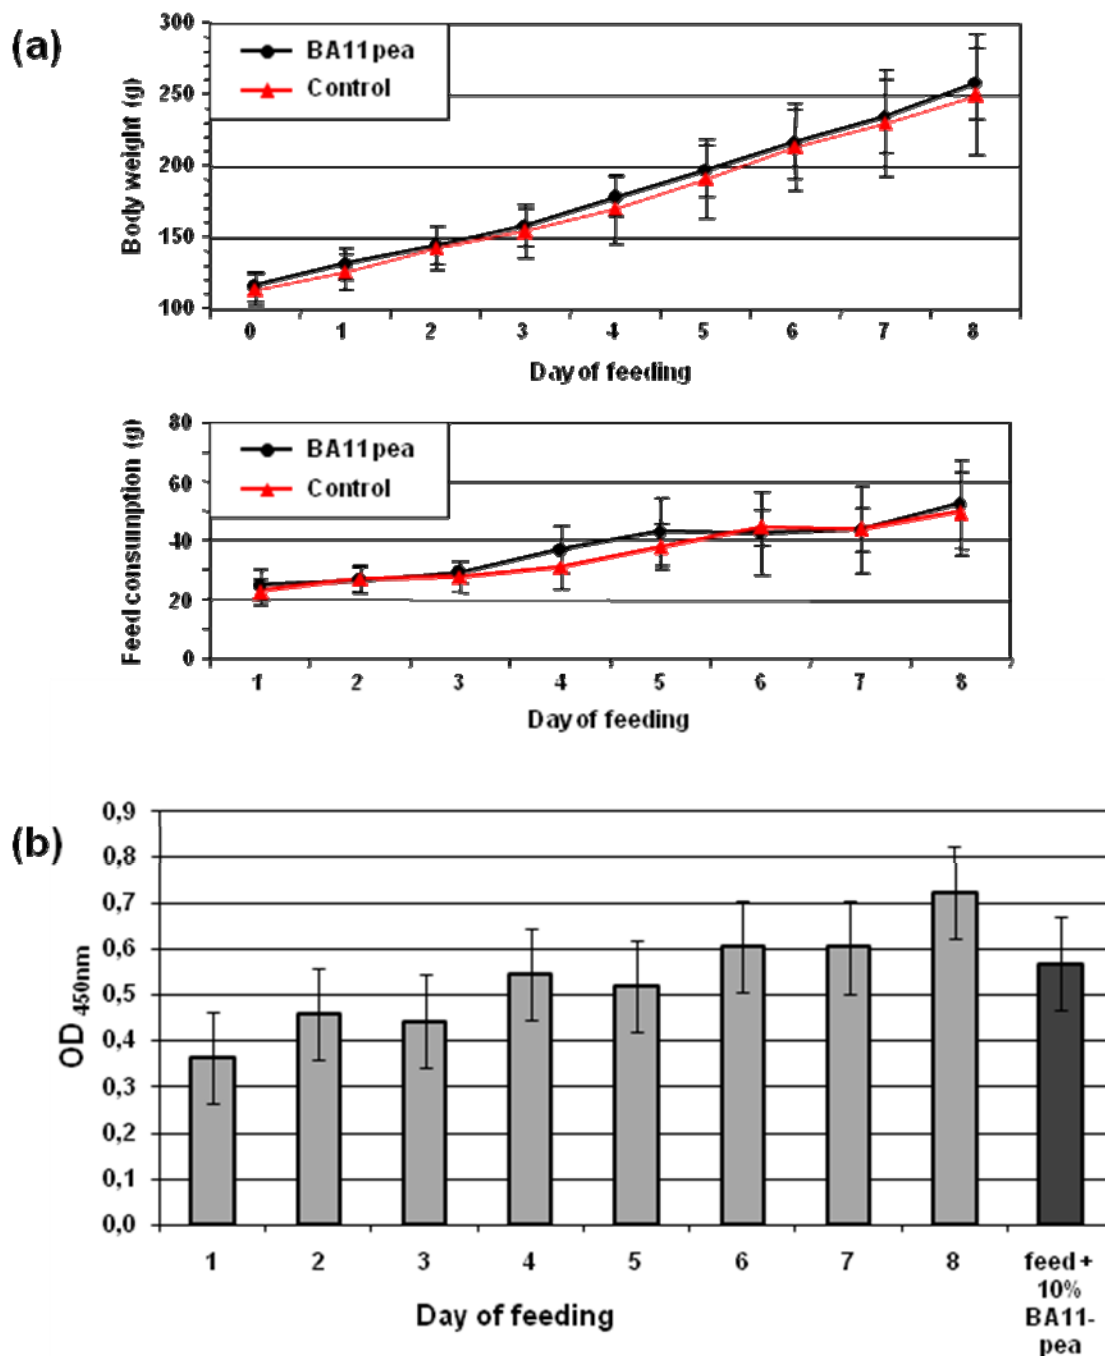 (a)
300
250
200
150
100
Body weight (g)
BA11pea
Control
0 1 2 3 4 5 6 7 8
Day of feeding
80
60
40
20
0
Feed consumption (g)
BA11pea
Control
1 2 3 4 5 6 7 8
Day of feeding
(b)
0,9
0,8
0,7
0,6
0,5
0,4
0,3
0,2
0,1
0,0
OD 450nm
1 2 3 4 5 6 7 8 feed +
10%
BA11-
pea
Day of feeding